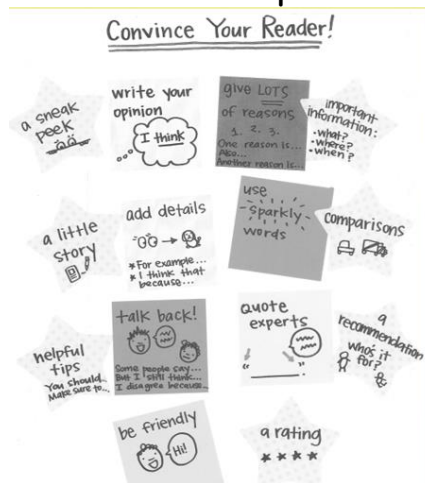 Convince Your Reader!
a sneak
peek
write your
opinion
I think
give LOTS
of reasons
1. 2. 3.
One reason is...
Also...
Another reason is...
important
information:
• what?
• where?
• when?
a little
story
add details
* For example...
* I think that
because...
use
sparkly
words
comparisons
helpful
tips
You should...
Make sure to...
talk back!
Some people say...
But I still think...
I disagree because...
quote
experts
" "
a
recommendation
who's it
for?
be friendly
Hi!
a rating